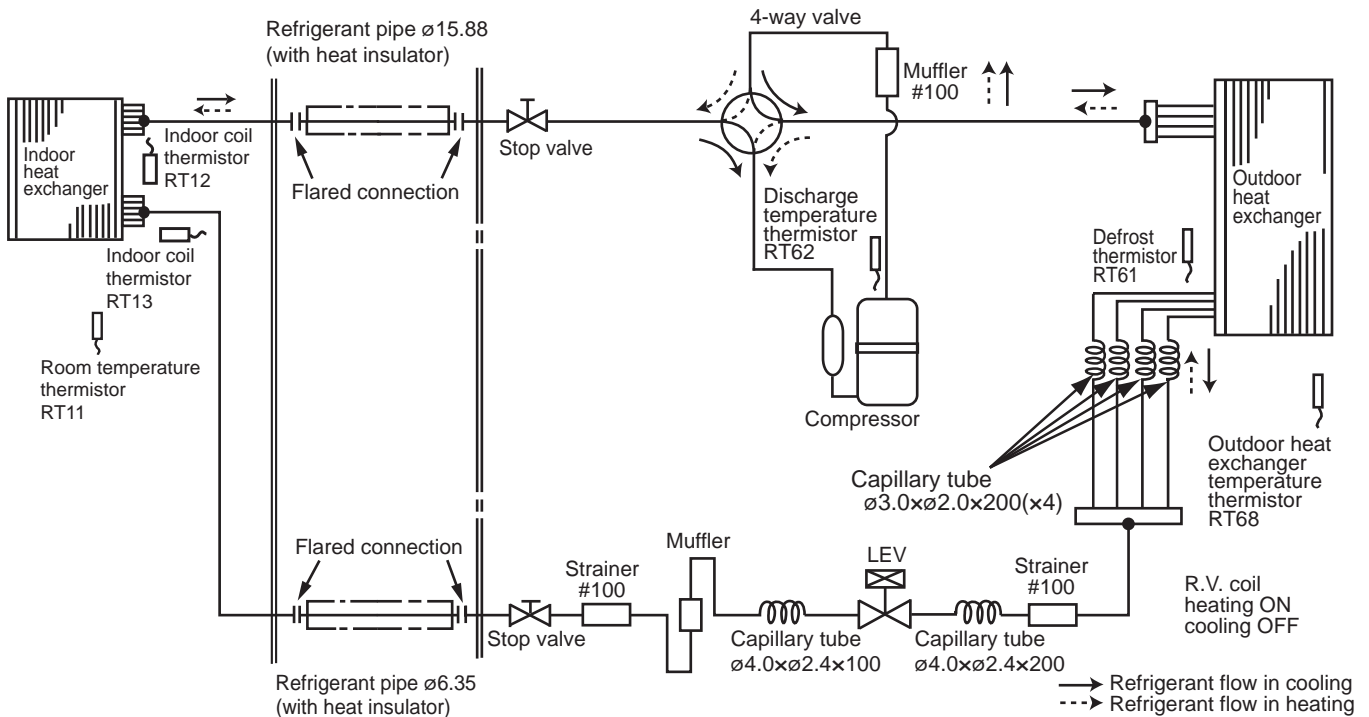 Refrigerant pipe ø15.88
(with heat insulator)
4-way valve
Muffler
#100
Indoor
heat
exchanger
Indoor coil
thermistor
RT12
Flared connection
Stop valve
Discharge
temperature
thermistor
RT62
Outdoor
heat
exchanger
Defrost
thermistor
RT61
Indoor coil
thermistor
RT13
Room temperature
thermistor
RT11
Compressor
Capillary tube
ø3.0×ø2.0×200(×4)
Outdoor heat
exchanger
temperature
thermistor
RT68
Flared connection
Muffler
LEV
Strainer
#100
Strainer
#100
R.V. coil
heating ON
cooling OFF
Stop valve
Capillary tube
ø4.0×ø2.4×100
Capillary tube
ø4.0×ø2.4×200
Refrigerant pipe ø6.35
(with heat insulator)
Refrigerant flow in cooling
Refrigerant flow in heating